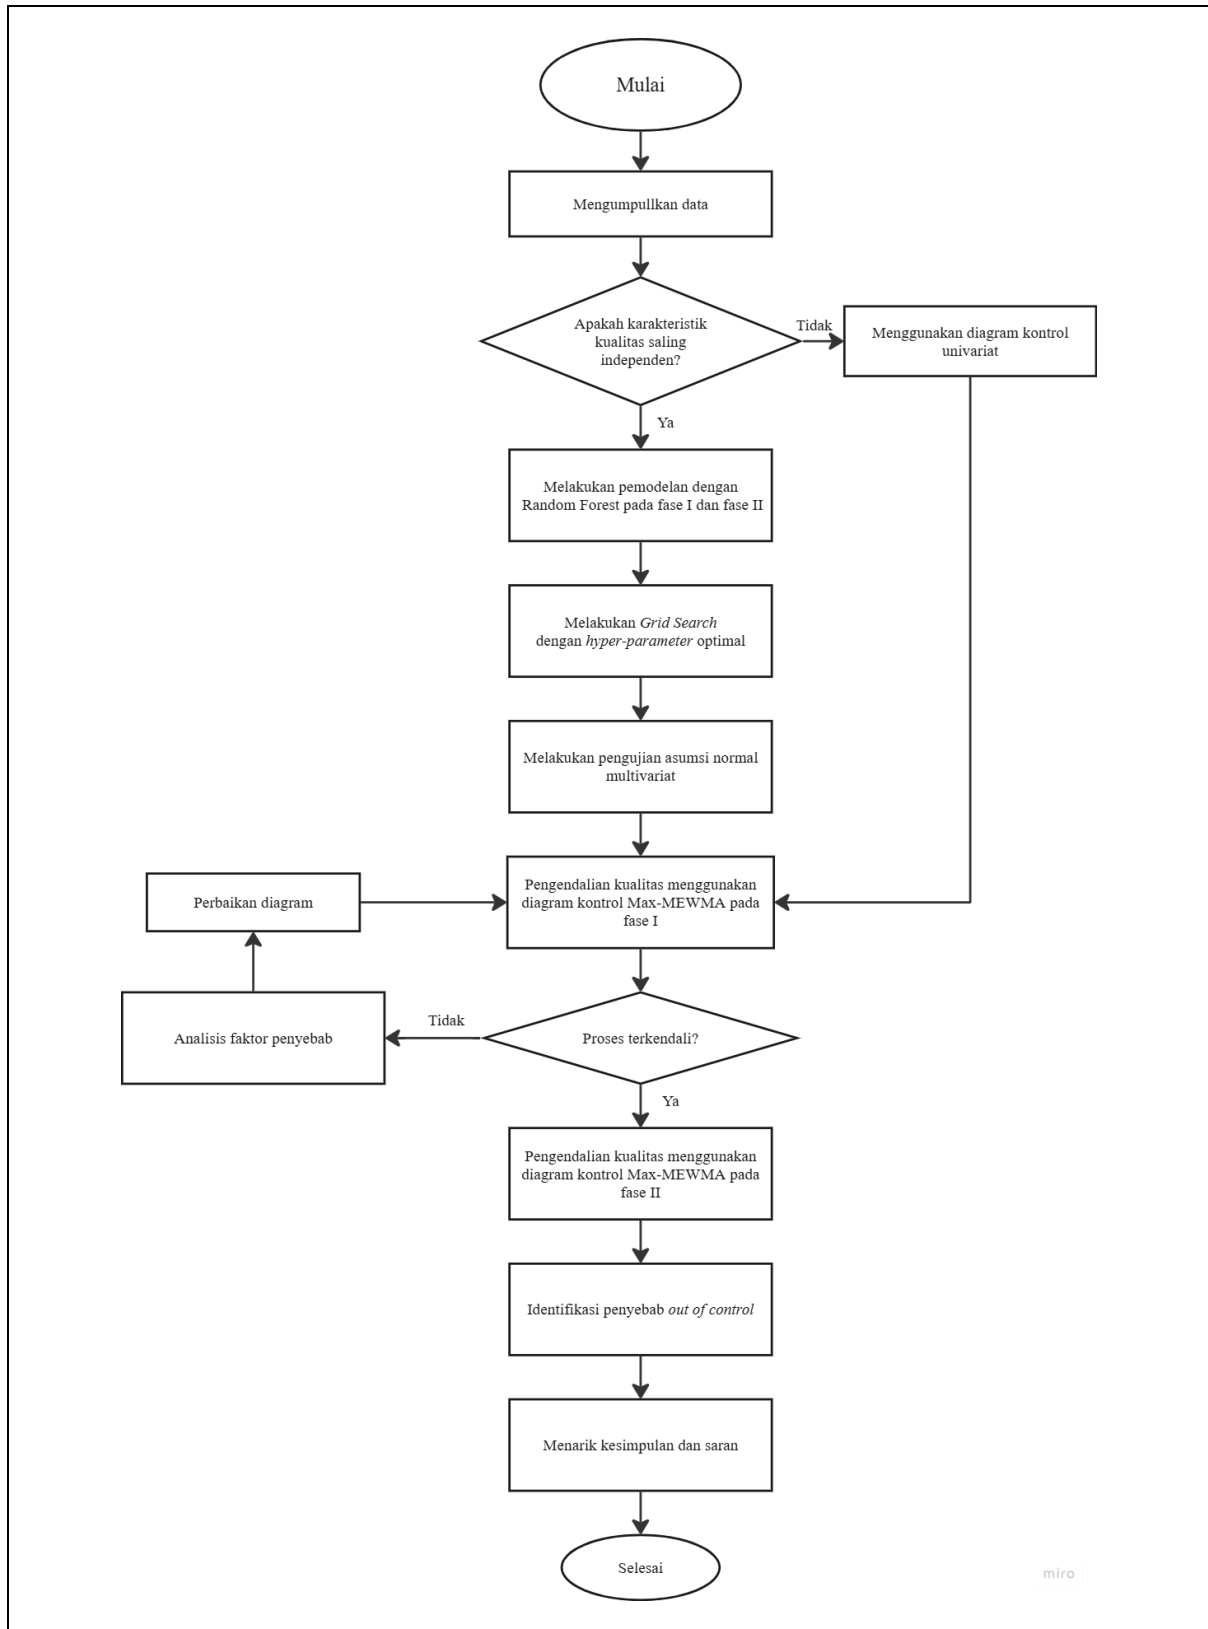 Mulai
Mengumpullkan data
Apakah karakteristik
kualitas saling
independen?
Tidak
Menggunakan diagram kontrol
univariat
Ya
Melakukan pemodelan dengan
Random Forest pada fase I dan fase II
Melakukan Grid Search
dengan hyper-parameter optimal
Melakukan pengujian asumsi normal
multivariat
Perbaikan diagram
Pengendalian kualitas menggunakan
diagram kontrol Max-MEWMA pada
fase I
Analisis faktor penyebab
Tidak
Proses terkendali?
Ya
Pengendalian kualitas menggunakan
diagram kontrol Max-MEWMA pada
fase II
Identifikasi penyebab out of control
Menarik kesimpulan dan saran
Selesai
miro